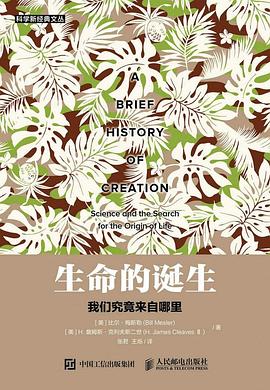 科学新经典文丛
A
BRIEF
HISTORY
OF
CREATION
Science and the Search
for the Origin of Life
生命的诞生
我们究竟来自哪里
[美]比尔·梅斯勒(Bill Mesler)
[美]H.詹姆斯·克利夫斯二世(H. James Cleaves Ⅱ) /著
张君 王烁 /译
中国工信出版集团 人民邮电出版社
POSTS & TELECOM PRESS